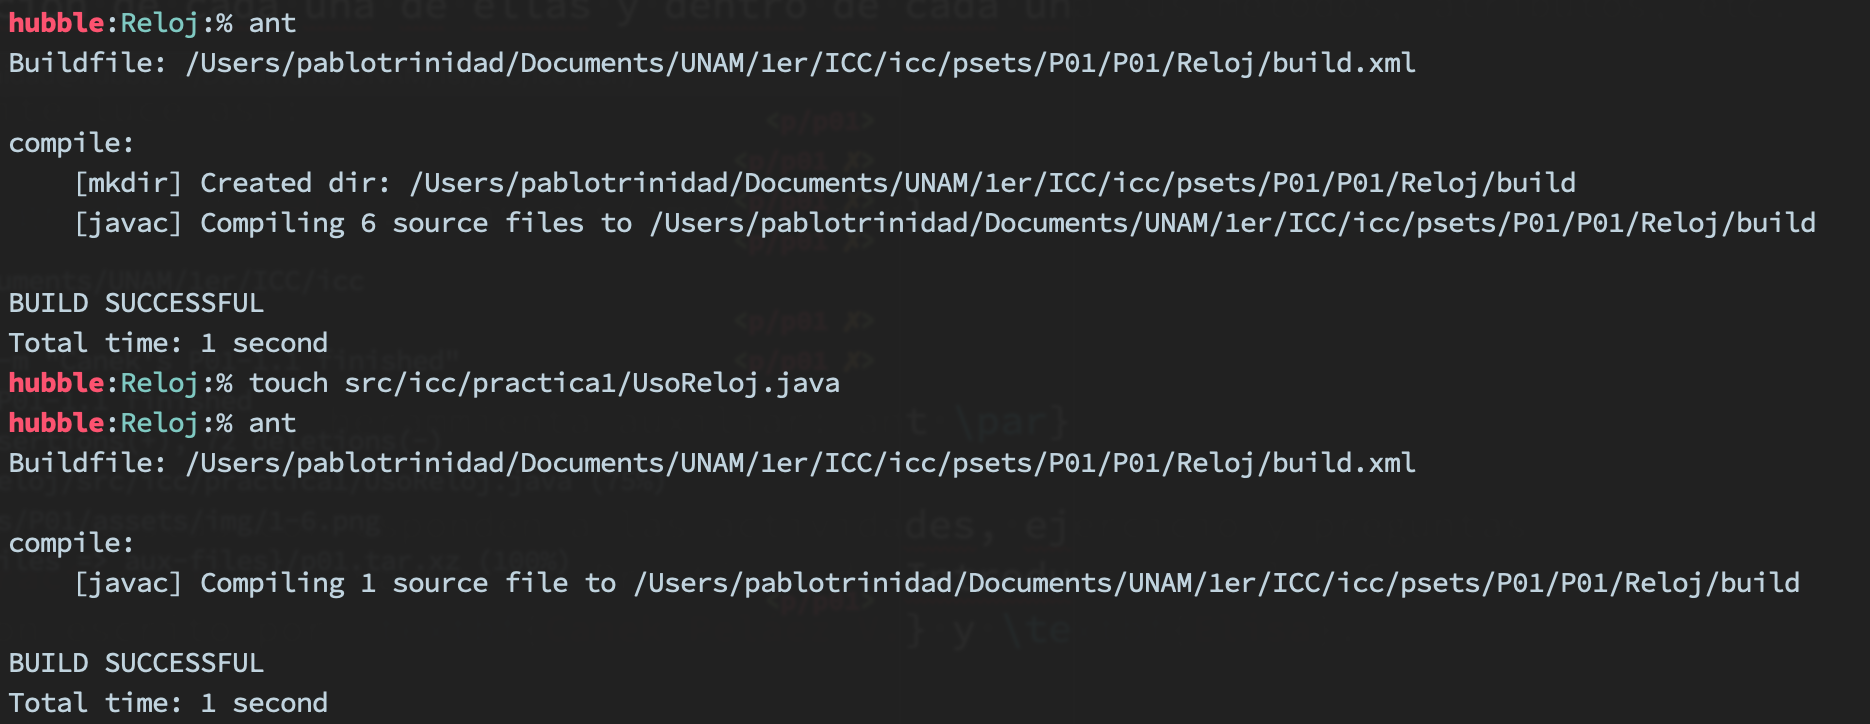 hubble:Reloj:% ant
Buildfile: /Users/pablotrinidad/Documents/UNAM/1er/ICC/icc/psets/P01/P01/Reloj/build.xml
compile:
[mkdir] Created dir: /Users/pablotrinidad/Documents/UNAM/1er/ICC/icc/psets/P01/P01/Reloj/build
[javac] Compiling 6 source files to /Users/pablotrinidad/Documents/UNAM/1er/ICC/icc/psets/P01/P01/Reloj/build
BUILD SUCCESSFUL
Total time: 1 second
hubble:Reloj:% touch src/icc/practica1/UsoReloj.java
hubble:Reloj:% ant
Buildfile: /Users/pablotrinidad/Documents/UNAM/1er/ICC/icc/psets/P01/P01/Reloj/build.xml
compile:
[javac] Compiling 1 source file to /Users/pablotrinidad/Documents/UNAM/1er/ICC/icc/psets/P01/P01/Reloj/build
BUILD SUCCESSFUL
Total time: 1 second